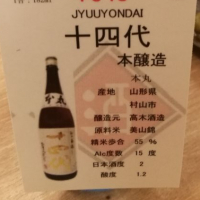 JYUUYONDAI
十四代
本醸造
本丸
産地 山形県
村山市
醸造元 高木酒造
原料米 美山錦
精米歩合 55 %
Alc度数 15 度
日本酒度 2
酸度 1.2